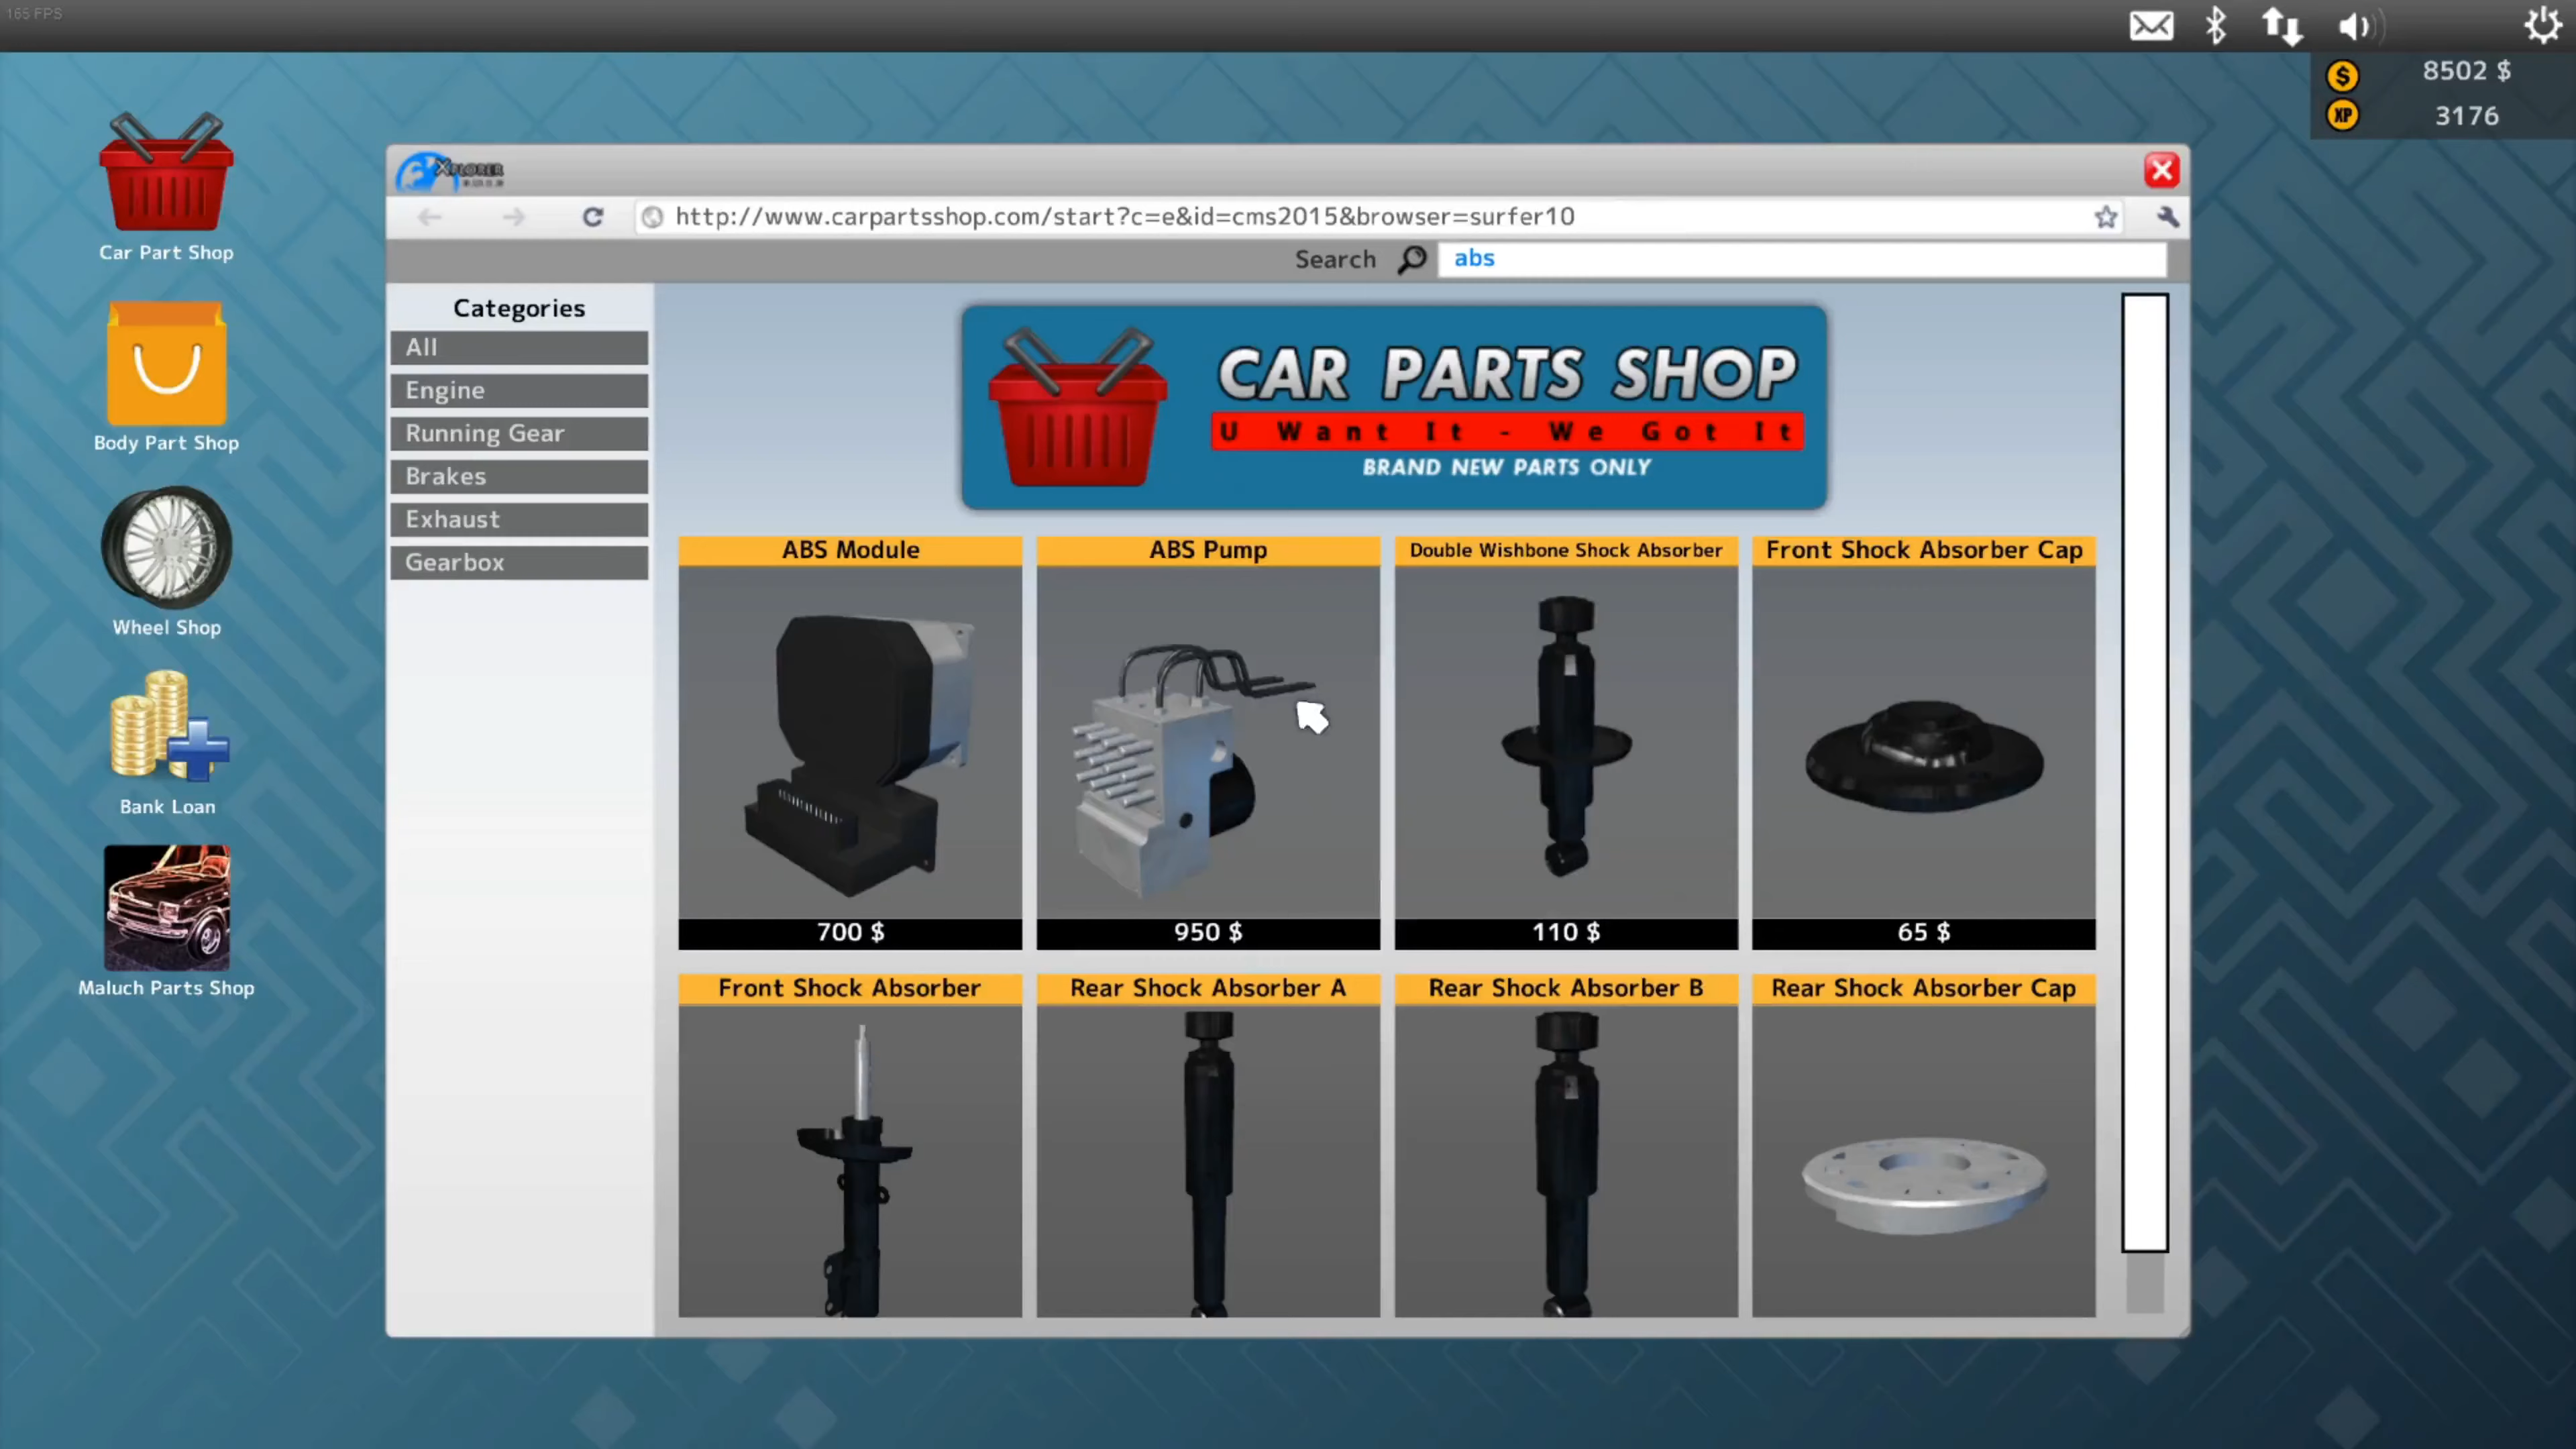 165 FPS
8502 $
XP
3176
Car Part Shop
Body Part Shop
Wheel Shop
Bank Loan
Maluch Parts Shop
XPLORER
http://www.carpartsshop.com/start?c=e&id=cms2015&browser=surfer10
Search abs
Categories
All
Engine
Running Gear
Brakes
Exhaust
Gearbox
CAR PARTS SHOP
U Want It - We Got It
BRAND NEW PARTS ONLY
ABS Module
700 $
ABS Pump
950 $
Double Wishbone Shock Absorber
110 $
Front Shock Absorber Cap
65 $
Front Shock Absorber
Rear Shock Absorber A
Rear Shock Absorber B
Rear Shock Absorber Cap